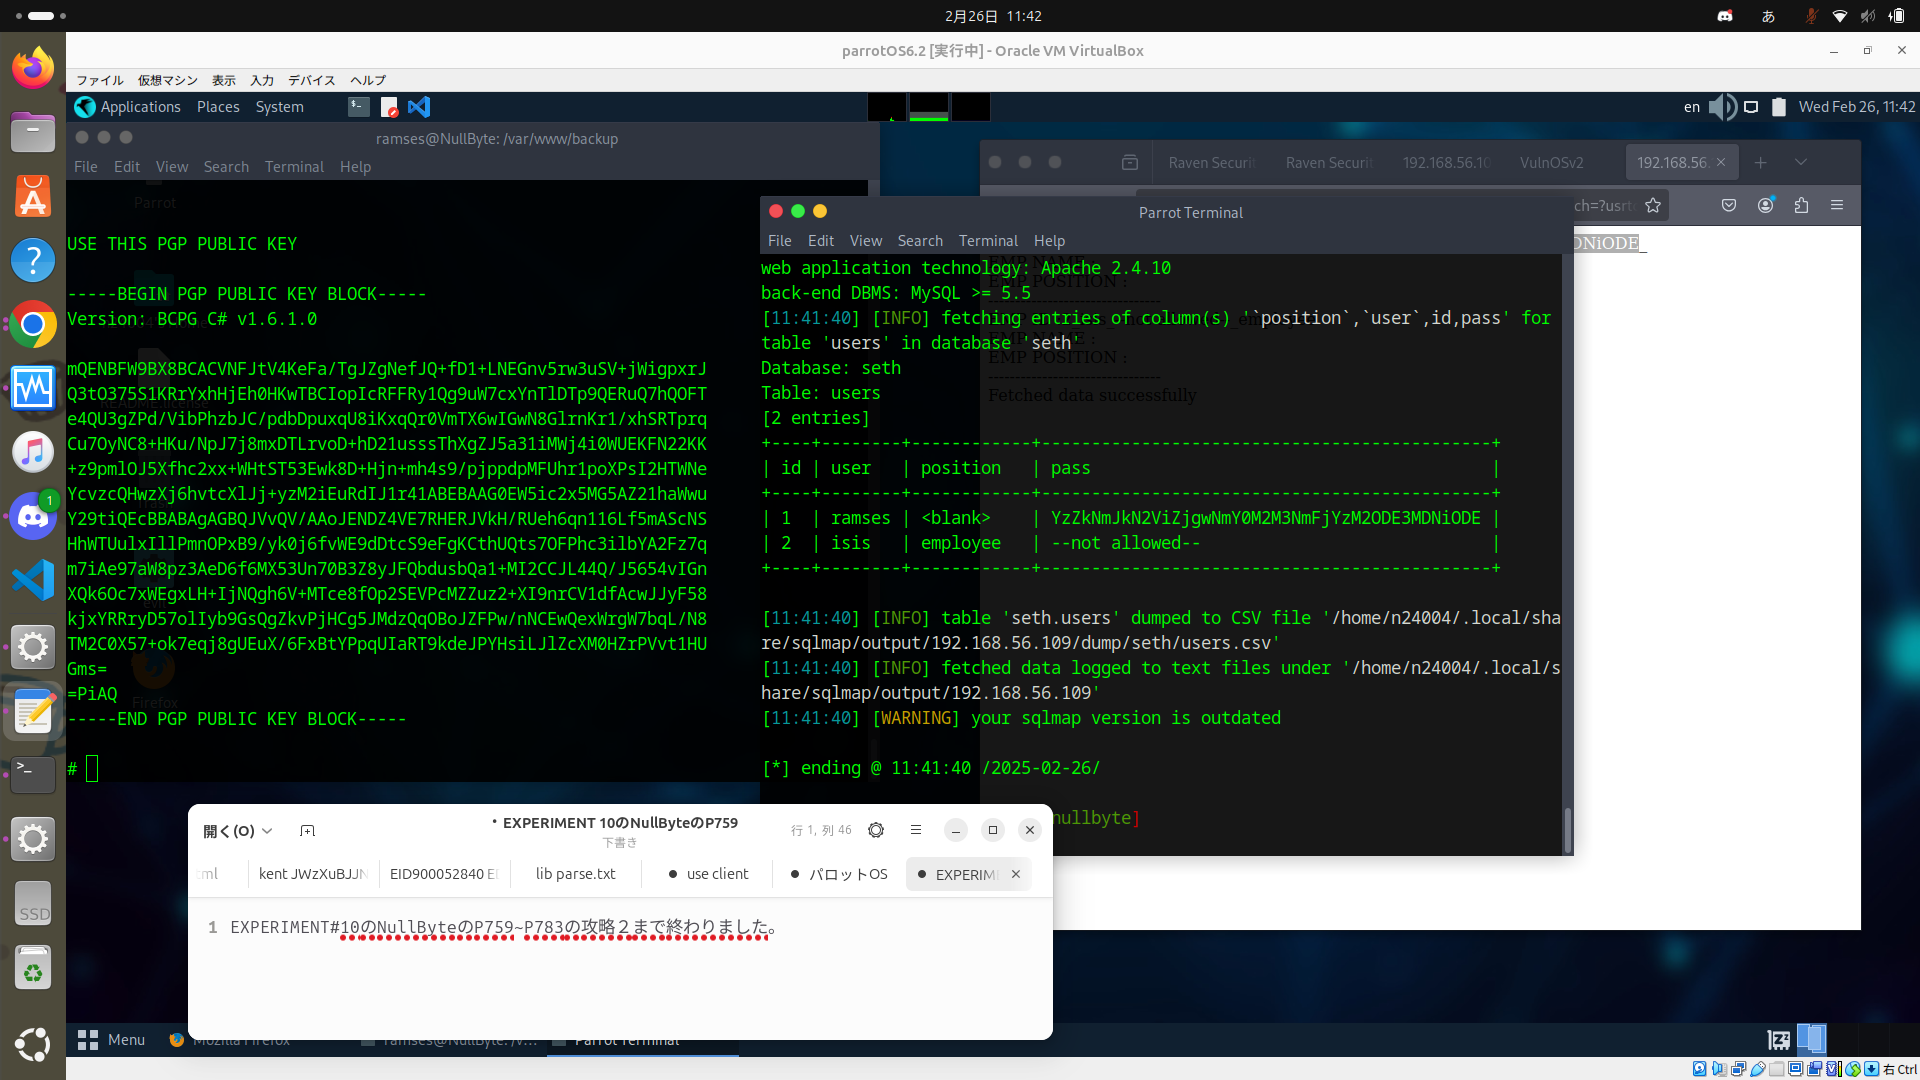 2月26日 11:42
parrotOS6.2 [実行中] - Oracle VM VirtualBox
ファイル 仮想マシン 表示 入力 デバイス ヘルプ
Applications Places System
en Wed Feb 26, 11:42
ramses@NullByte: /var/www/backup
File Edit View Search Terminal Help
Parrot
USE THIS PGP PUBLIC KEY
-----BEGIN PGP PUBLIC KEY BLOCK-----
Version: BCPG C# v1.6.1.0
mQENBFW9BX8BCACVNFJtV4KeFa/TgJZgNefJQ+fD1+LNEGnv5rw3uSV+jWigpxrJ
Q3tO375S1KRrYxhHjEh0HKwTBCIopIcRFFRy1Qg9uW7cxYnTlDTp9QERuQ7hQOFT
e4QU3gZPd/VibPhzbJC/pdbDpuxqU8iKxqQr0VmTX6wIGwN8GlrnKr1/xhSRTprq
Cu7OyNC8+HKu/NpJ7j8mxDTLrvoD+hD21usssThXgZJ5a31iMWj4i0WUEKFN22KK
+z9pmlOJ5Xfhc2xx+WHtST53Ewk8D+Hjn+mh4s9/pjppdpMFUhr1poXPsI2HTWNe
YcvzcQHwzXj6hvtcXlJj+yzM2iEuRdIJ1r41ABEBAAG0EW5ic2x5MG5AZ21haWwu
Y29tiQEcBBABAgAGBQJVvQV/AAoJENDZ4VE7RHERJVkH/RUeh6qn116Lf5mAScNS
HhWTUulxIllPmnOPxB9/yk0j6fvWE9dDtcS9eFgKCthUQts7OFPhc3ilbYA2Fz7q
m7iAe97aW8pz3AeD6f6MX53Un70B3Z8yJFQbdusbQa1+MI2CCJL44Q/J5654vIGn
XQk6Oc7xWEgxLH+IjNQgh6V+MTce8fOp2SEVPcMZZuz2+XI9nrCV1dfAcwJJyF58
kjxYRRryD57olIyb9GsQgZkvPjHCg5JMdzQqOBoJZFPw/nNCEwQexWrgW7bqL/N8
TM2C0X57+ok7eqj8gUEuX/6FxBtYPpqUIaRT9kdeJPYHsiLJlZcXM0HZrPVvt1HU
Gms=
=PiAQ
-----END PGP PUBLIC KEY BLOCK-----
#
Firefox
Raven Securit Raven Securit 192.168.56.10 VulnOSv2 192.168.56.
ch=?usrt
DNiODE_
Parrot Terminal
File Edit View Search Terminal Help
EMP NAME
EMP POSITION :
EMP NAME :
EMP POSITION :
Fetched data successfully
web application technology: Apache 2.4.10
back-end DBMS: MySQL >= 5.5
[11:41:40] [INFO] fetching entries of column(s) '`position`,`user`,id,pass' for
table 'users' in database 'seth'
Database: seth
Table: users
[2 entries]
+----+--------+------------+---------------------------------------------+
| id | user | position | pass |
+----+--------+------------+---------------------------------------------+
| 1 | ramses | <blank> | YzZkNmJkN2ViZjgwNmY0M2M3NmFjYzM2ODE3MDNiODE |
| 2 | isis | employee | --not allowed-- |
+----+--------+------------+---------------------------------------------+
[11:41:40] [INFO] table 'seth.users' dumped to CSV file '/home/n24004/.local/sha
re/sqlmap/output/192.168.56.109/dump/seth/users.csv'
[11:41:40] [INFO] fetched data logged to text files under '/home/n24004/.local/s
hare/sqlmap/output/192.168.56.109'
[11:41:40] [WARNING] your sqlmap version is outdated
[*] ending @ 11:41:40 /2025-02-26/
nullbyte]
開く(O)
• EXPERIMENT 10のNullByteのP759
下書き
行 1, 列 46
kent JWzXuBJJN EID900052840 lib parse.txt ● use client ● パロットOS ● EXPERIM
1 EXPERIMENT#10のNullByteのP759~P783の攻略２まで終わりました。
Menu Mozilla Firefox ramses@NullByte: /v... Parrot Terminal
SSD
1
右 Ctrl